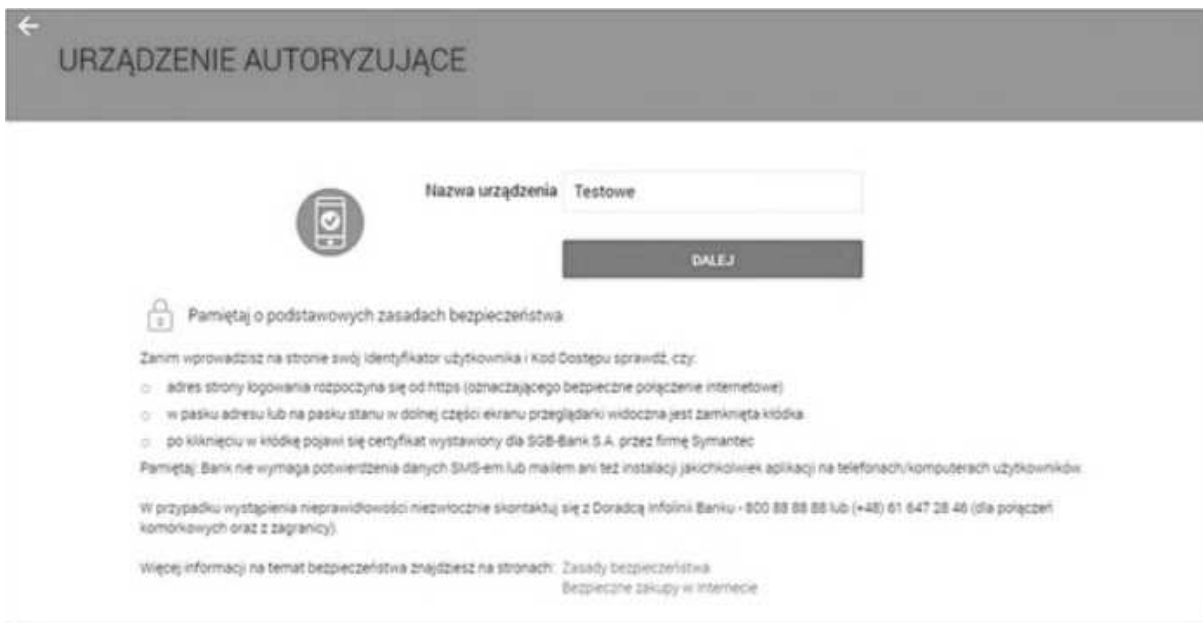 URZĄDZENIE AUTORYZUJĄCE
Nazwa urządzenia Testowe
DALEJ
Pamiętaj o podstawowych zasadach bezpieczeństwa
Zanim wprowadzisz na stronie swój identyfikator użytkownika i Kod Dostępu sprawdź, czy:
adres strony logowania rozpoczyna się od https (oznaczającego bezpieczne połączenie internetowe)
w pasku adresu lub na pasku stanu w dolnej części ekranu przeglądarki widoczna jest zamknięta kłódka
po kliknięciu w kłódkę pojawi się certyfikat wystawiony dla SGB-Bank S.A. przez firmę Symantec
Pamiętaj: Bank nie wymaga potwierdzenia danych SMS-em lub mailem ani też instalacji jakichkolwiek aplikacji na telefonach/komputerach użytkowników.
W przypadku wystąpienia nieprawidłowości niezwłocznie skontaktuj się z Doradcą Infolinii Banku - 800 88 88 88 lub (+48) 61 647 28 46 (dla połączeń
komórkowych oraz z zagranicy).
Więcej informacji na temat bezpieczeństwa znajdziesz na stronach: Zasady bezpieczeństwa
Bezpieczne zakupy w Internecie